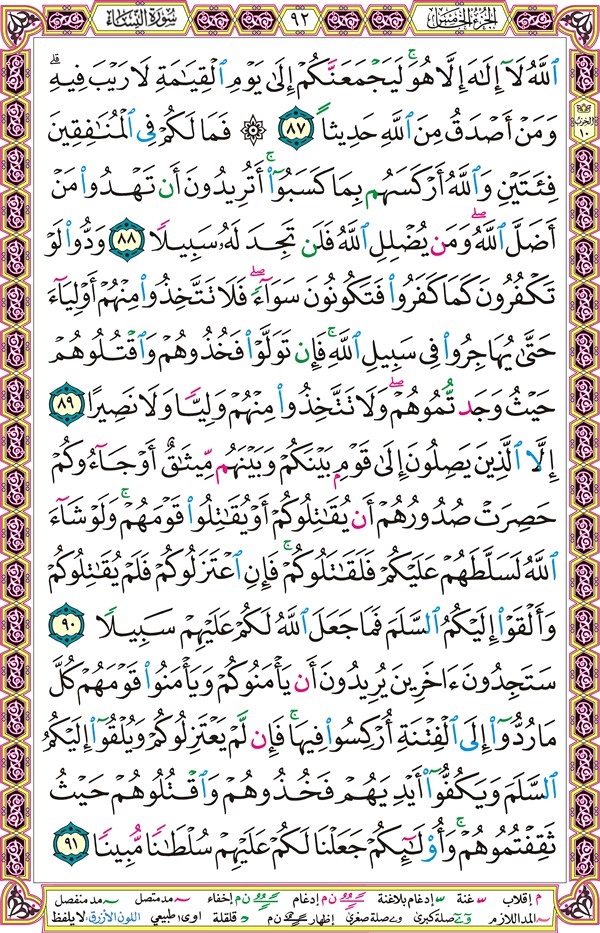 الجزء الخامس
٩٢
سورة النساء
الحزب ١٠
ٱللَّهُ لَآ إِلَٰهَ إِلَّا هُوَۚ لَيَجْمَعَنَّكُمْ إِلَىٰ يَوْمِ ٱلْقِيَٰمَةِ لَا رَيْبَ فِيهِۗ
وَمَنْ أَصْدَقُ مِنَ ٱللَّهِ حَدِيثًا ٨٧ ۞ فَمَا لَكُمْ فِى ٱلْمُنَٰفِقِينَ
فِئَتَيْنِ وَٱللَّهُ أَرْكَسَهُم بِمَا كَسَبُوٓا۟ۚ أَتُرِيدُونَ أَن تَهْدُوا۟ مَنْ
أَضَلَّ ٱللَّهُۖ وَمَن يُضْلِلِ ٱللَّهُ فَلَن تَجِدَ لَهُۥ سَبِيلًا ٨٨ وَدُّوا۟ لَوْ
تَكْفُرُونَ كَمَا كَفَرُوا۟ فَتَكُونُونَ سَوَآءًۖ فَلَا تَتَّخِذُوا۟ مِنْهُمْ أَوْلِيَآءَ
حَتَّىٰ يُهَاجِرُوا۟ فِى سَبِيلِ ٱللَّهِۚ فَإِن تَوَلَّوْا۟ فَخُذُوهُمْ وَٱقْتُلُوهُمْ
حَيْثُ وَجَدتُّمُوهُمْۖ وَلَا تَتَّخِذُوا۟ مِنْهُمْ وَلِيًّا وَلَا نَصِيرًا ٨٩
إِلَّا ٱلَّذِينَ يَصِلُونَ إِلَىٰ قَوْمٍۭ بَيْنَكُمْ وَبَيْنَهُم مِّيثَٰقٌ أَوْ جَآءُوكُمْ
حَصِرَتْ صُدُورُهُمْ أَن يُقَٰتِلُوكُمْ أَوْ يُقَٰتِلُوا۟ قَوْمَهُمْۚ وَلَوْ شَآءَ
ٱللَّهُ لَسَلَّطَهُمْ عَلَيْكُمْ فَلَقَٰتَلُوكُمْۚ فَإِنِ ٱعْتَزَلُوكُمْ فَلَمْ يُقَٰتِلُوكُمْ
وَأَلْقَوْا۟ إِلَيْكُمُ ٱلسَّلَمَ فَمَا جَعَلَ ٱللَّهُ لَكُمْ عَلَيْهِمْ سَبِيلًا ٩٠
سَتَجِدُونَ ءَاخَرِينَ يُرِيدُونَ أَن يَأْمَنُوكُمْ وَيَأْمَنُوا۟ قَوْمَهُمْ كُلَّ
مَا رُدُّوٓا۟ إِلَى ٱلْفِتْنَةِ أُرْكِسُوا۟ فِيهَاۚ فَإِن لَّمْ يَعْتَزِلُوكُمْ وَيُلْقُوٓا۟ إِلَيْكُمُ
ٱلسَّلَمَ وَيَكُفُّوٓا۟ أَيْدِيَهُمْ فَخُذُوهُمْ وَٱقْتُلُوهُمْ حَيْثُ
ثَقِفْتُمُوهُمْۚ وَأُو۟لَٰٓئِكُمْ جَعَلْنَا لَكُمْ عَلَيْهِمْ سُلْطَٰنًا مُّبِينًا ٩١
م إقلاب غنة إدغام بلاغنة ن م إدغام ن م إخفاء مد متصل مد منفصل
المد اللازم صلة كبرى صلة صغرى إظهار ن م قلقلة اوى طبيعي اللون الأزرق: لا يلفظ